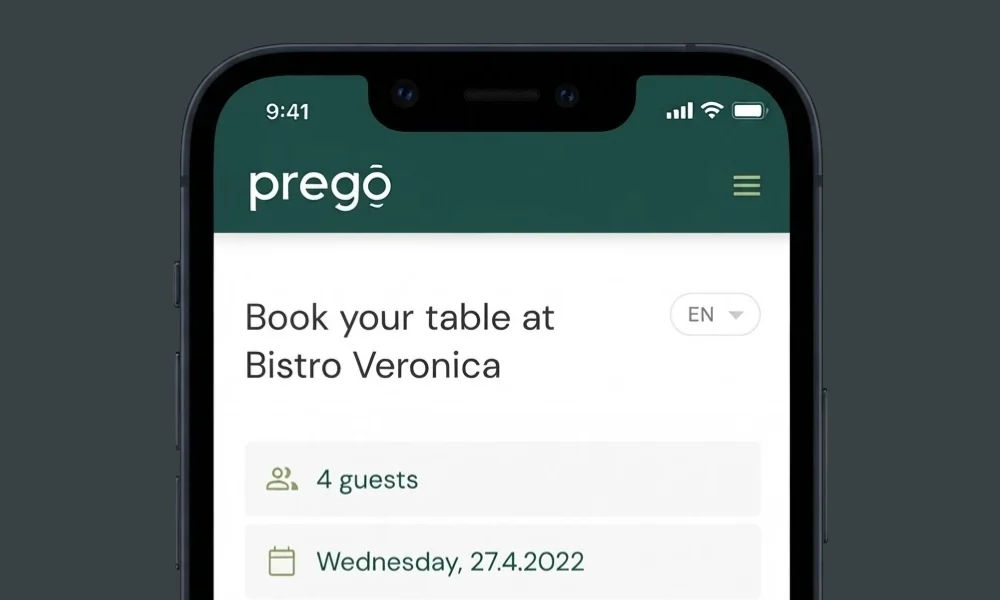 9:41
pregō
Book your table at
EN
Bistro Veronica
4 guests
Wednesday, 27.4.2022